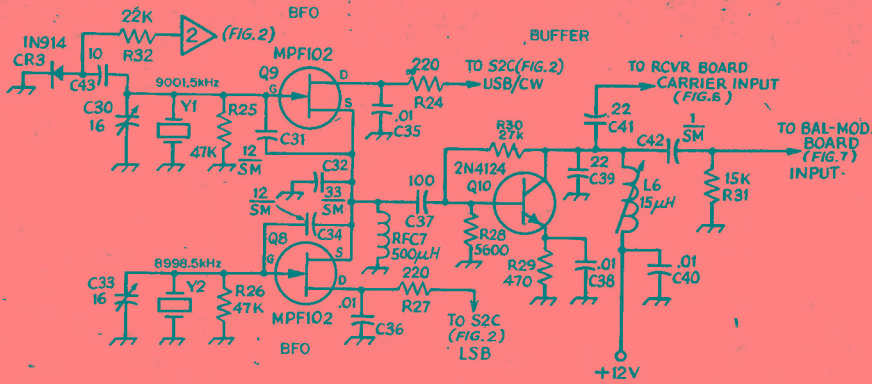 BFO
BUFFER
1N914
CR3
10
C43
22K
R32
2
(FIG.2)
MPF102
Q9
G
D
S
220
R24
TO S2C (FIG.2)
USB/CW
TO RCVR BOARD
CARRIER INPUT
(FIG.6)
9001.5kHz
C30
16
Y1
R25
47K
C31
12
SM
.01
C35
R30
27K
.22
C41
C42
1
SM
TO BAL-MOD.
BOARD
(FIG.7)
INPUT.
C32
33
SM
12
SM
C34
100
C37
2N4124
Q10
22
C39
L6
15µH
15K
R31
RFC7
500µH
R28
5600
R29
470
.01
C38
.01
C40
8998.5kHz
C33
16
Y2
R26
47K
Q8
G
S
D
MPF102
BFO
.01
C36
220
R27
TO S2C
(FIG.2)
LSB
+12V